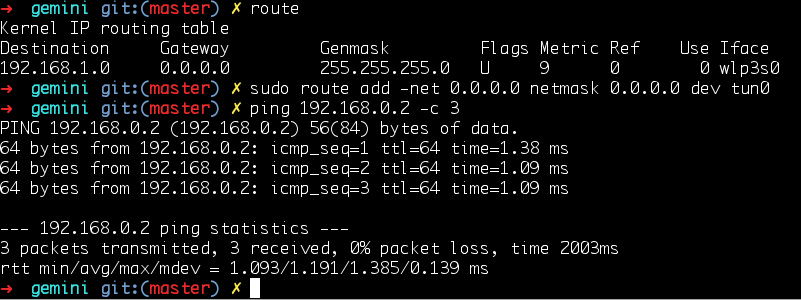 ➜  gemini git:(master) ✗ route
Kernel IP routing table
Destination     Gateway         Genmask         Flags Metric Ref    Use Iface
192.168.1.0     0.0.0.0         255.255.255.0   U     9      0        0 wlp3s0
➜  gemini git:(master) ✗ sudo route add -net 0.0.0.0 netmask 0.0.0.0 dev tun0
➜  gemini git:(master) ✗ ping 192.168.0.2 -c 3
PING 192.168.0.2 (192.168.0.2) 56(84) bytes of data.
64 bytes from 192.168.0.2: icmp_seq=1 ttl=64 time=1.38 ms
64 bytes from 192.168.0.2: icmp_seq=2 ttl=64 time=1.09 ms
64 bytes from 192.168.0.2: icmp_seq=3 ttl=64 time=1.09 ms

--- 192.168.0.2 ping statistics ---
3 packets transmitted, 3 received, 0% packet loss, time 2003ms
rtt min/avg/max/mdev = 1.093/1.191/1.385/0.139 ms
➜  gemini git:(master) ✗